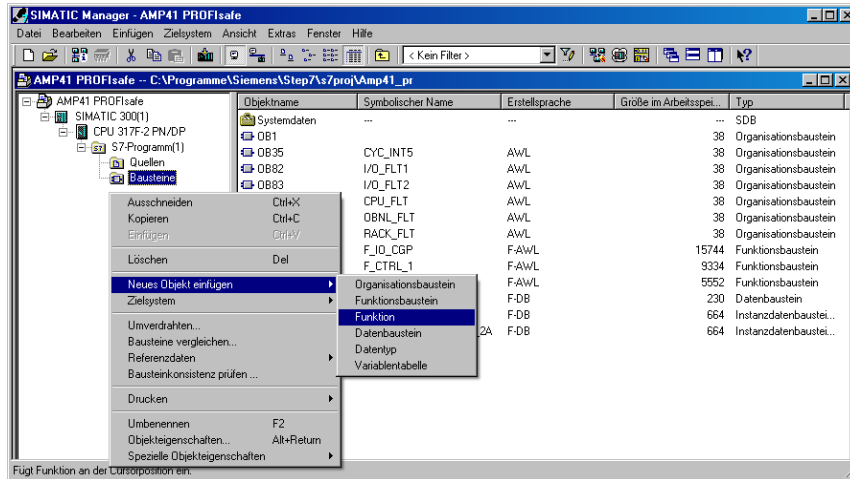 SIMATIC Manager - AMP41 PROFIsafe
Datei Bearbeiten Einfügen Zielsystem Ansicht Extras Fenster Hilfe
< Kein Filter >
AMP41 PROFIsafe -- C:\Programme\Siemens\Step7\s7proj\Amp41_pr
AMP41 PROFIsafe
SIMATIC 300(1)
CPU 317F-2 PN/DP
S7-Programm(1)
Quellen
Bausteine
Objektname Symbolischer Name Erstellsprache Größe im Arbeitsspei... Typ
Systemdaten --- --- --- SDB
OB1 38 Organisationsbaustein
OB35 CYC_INT5 AWL 38 Organisationsbaustein
OB82 I/O_FLT1 AWL 38 Organisationsbaustein
OB83 I/O_FLT2 AWL 38 Organisationsbaustein
CPU_FLT AWL 38 Organisationsbaustein
OBNL_FLT AWL 38 Organisationsbaustein
RACK_FLT AWL 38 Organisationsbaustein
F_IO_CGP F-AWL 15744 Funktionsbaustein
F_CTRL_1 F-AWL 9334 Funktionsbaustein
F-AWL 5552 Funktionsbaustein
F-DB 230 Datenbaustein
F-DB 664 Instanzdatenbaustei...
_2A F-DB 664 Instanzdatenbaustei...
Ausschneiden Ctrl+X
Kopieren Ctrl+C
Einfügen Ctrl+V
Löschen Del
Neues Objekt einfügen
Zielsystem
Umverdrahten...
Bausteine vergleichen...
Referenzdaten
Bausteinkonsistenz prüfen ...
Drucken
Umbenennen F2
Objekteigenschaften... Alt+Return
Spezielle Objekteigenschaften
Organisationsbaustein
Funktionsbaustein
Funktion
Datenbaustein
Datentyp
Variablentabelle
Fügt Funktion an der Cursorposition ein.